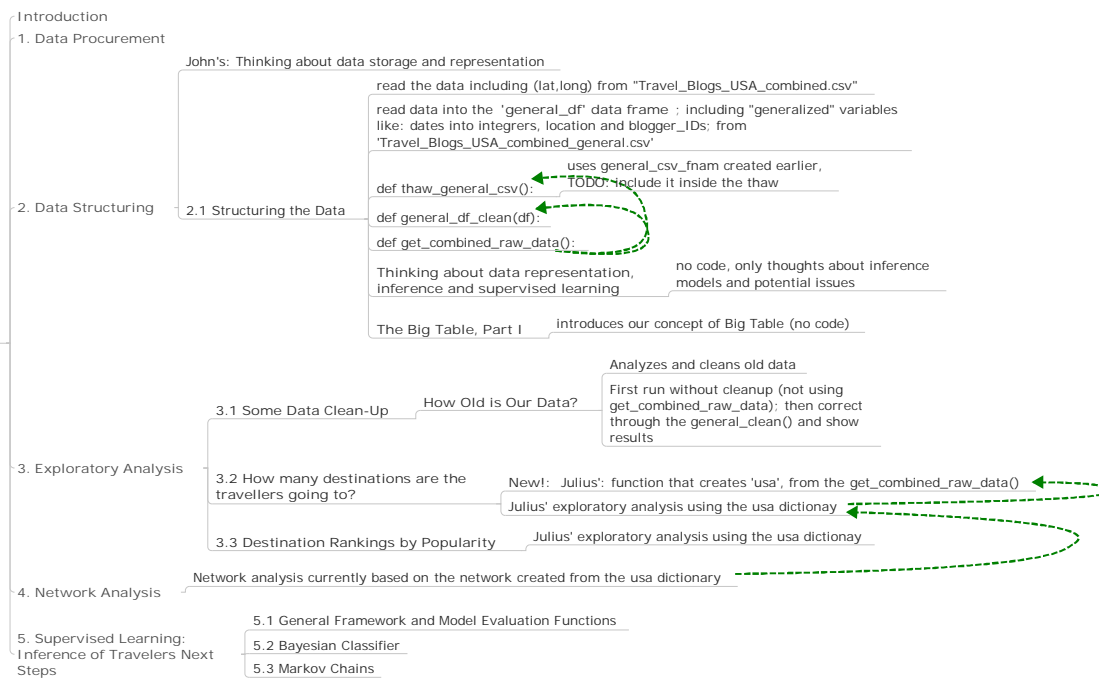 Introduction
1. Data Procurement
John's: Thinking about data storage and representation
read the data including (lat,long) from "Travel_Blogs_USA_combined.csv"
read data into the 'general_df' data frame ; including "generalized" variables
like: dates into integrers, location and blogger_IDs; from
'Travel_Blogs_USA_combined_general.csv'
uses general_csv_fnam created earlier,
TODO: include it inside the thaw
def thaw_general_csv():
2. Data Structuring
2.1 Structuring the Data
def general_df_clean(df):
def get_combined_raw_data():
Thinking about data representation,
inference and supervised learning
no code, only thoughts about inference
models and potential issues
The Big Table, Part I
introduces our concept of Big Table (no code)
3. Exploratory Analysis
3.1 Some Data Clean-Up
How Old is Our Data?
Analyzes and cleans old data
First run without cleanup (not using
get_combined_raw_data); then correct
through the general_clean() and show
results
3.2 How many destinations are the
travellers going to?
New!: Julius': function that creates 'usa', from the get_combined_raw_data()
Julius' exploratory analysis using the usa dictionay
3.3 Destination Rankings by Popularity
Julius' exploratory analysis using the usa dictionay
4. Network Analysis
Network analysis currently based on the network created from the usa dictionary
5. Supervised Learning:
Inference of Travelers Next
Steps
5.1 General Framework and Model Evaluation Functions
5.2 Bayesian Classifier
5.3 Markov Chains